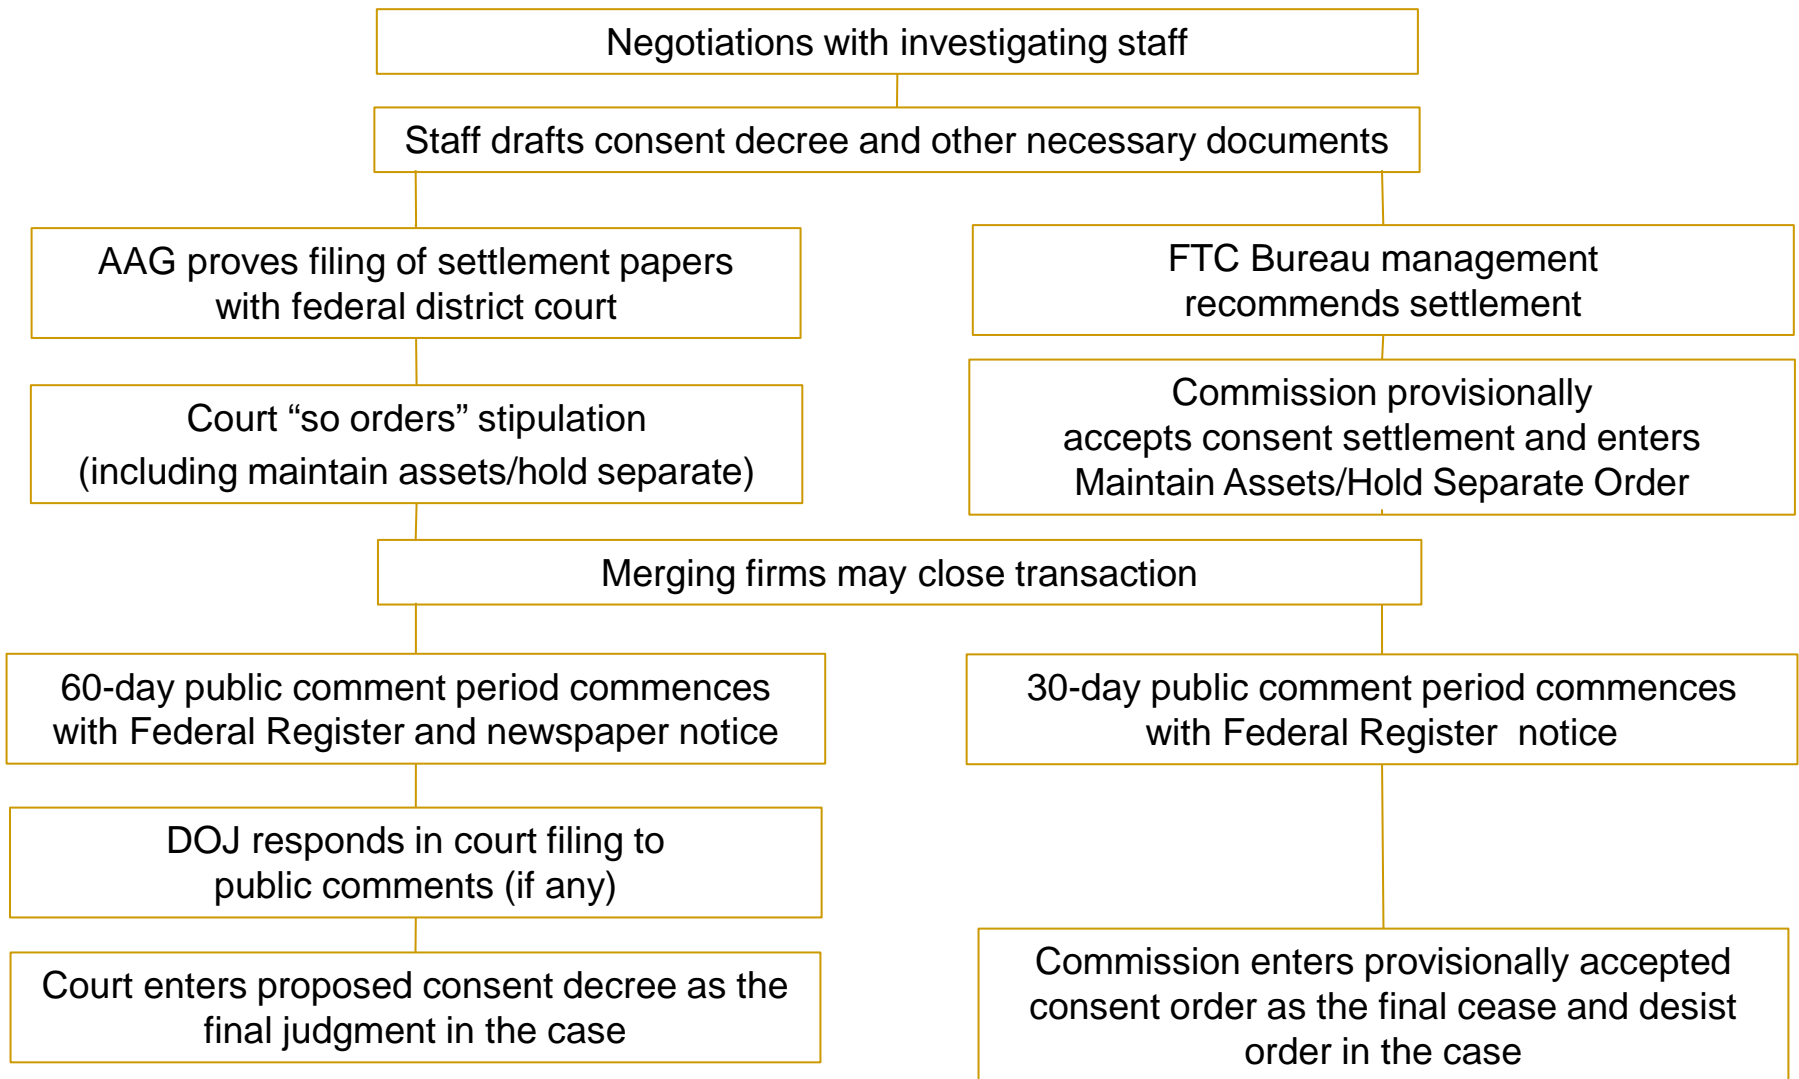 Negotiations with investigating staff
Staff drafts consent decree and other necessary documents
AAG proves filing of settlement papers
with federal district court
FTC Bureau management
recommends settlement
Court “so orders” stipulation
(including maintain assets/hold separate)
Commission provisionally
accepts consent settlement and enters
Maintain Assets/Hold Separate Order
Merging firms may close transaction
60-day public comment period commences
with Federal Register and newspaper notice
30-day public comment period commences
with Federal Register notice
DOJ responds in court filing to
public comments (if any)
Court enters proposed consent decree as the
final judgment in the case
Commission enters provisionally accepted
consent order as the final cease and desist
order in the case